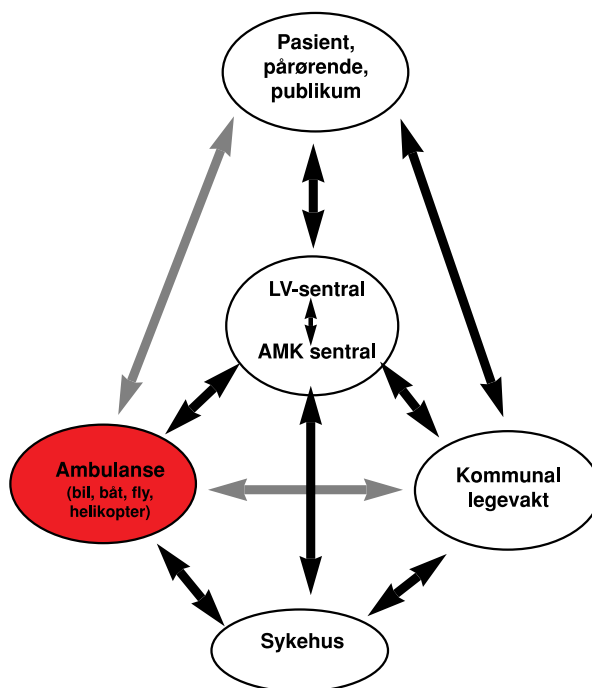 Pasient,
pårørende,
publikum
LV-sentral
AMK sentral
Ambulanse
(bil, båt, fly,
helikopter)
Kommunal
legevakt
Sykehus